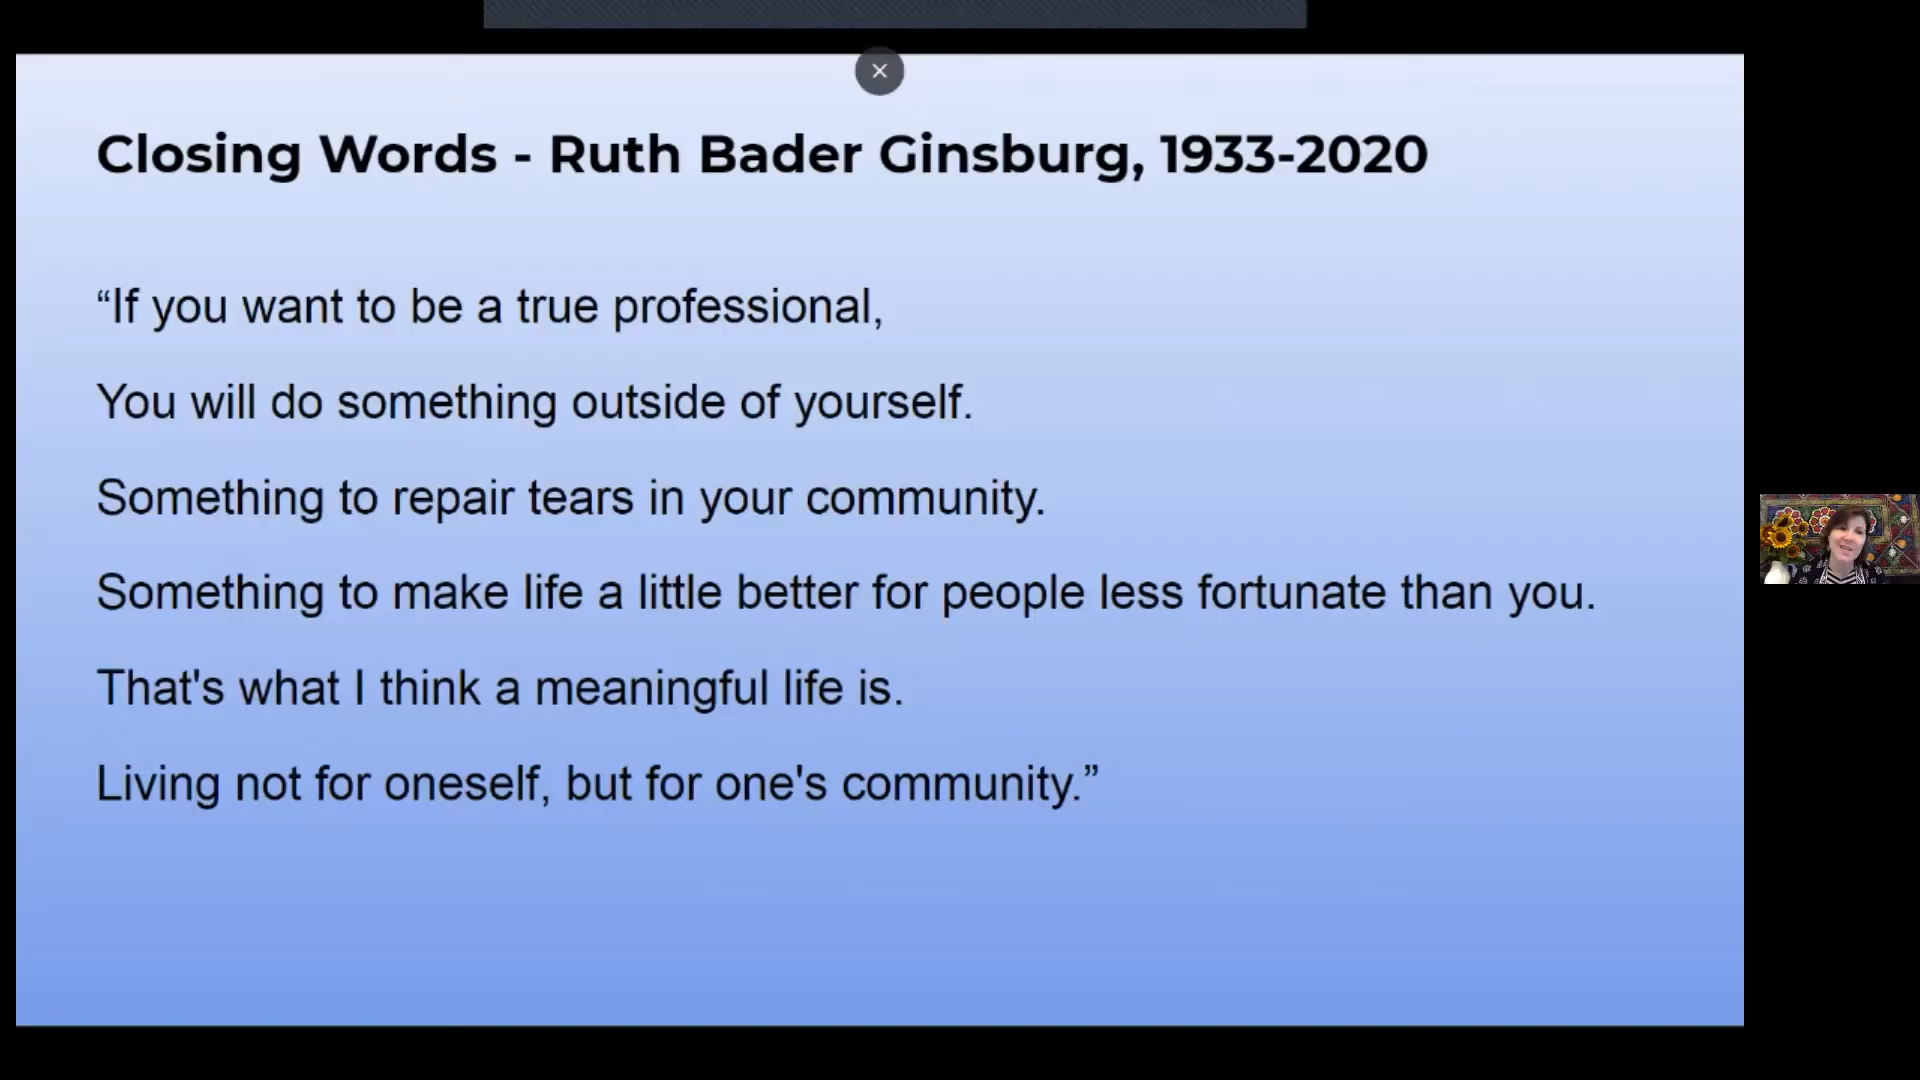 Closing Words - Ruth Bader Ginsburg, 1933-2020
“If you want to be a true professional,
You will do something outside of yourself.
Something to repair tears in your community.
Something to make life a little better for people less fortunate than you.
That's what I think a meaningful life is.
Living not for oneself, but for one's community.”